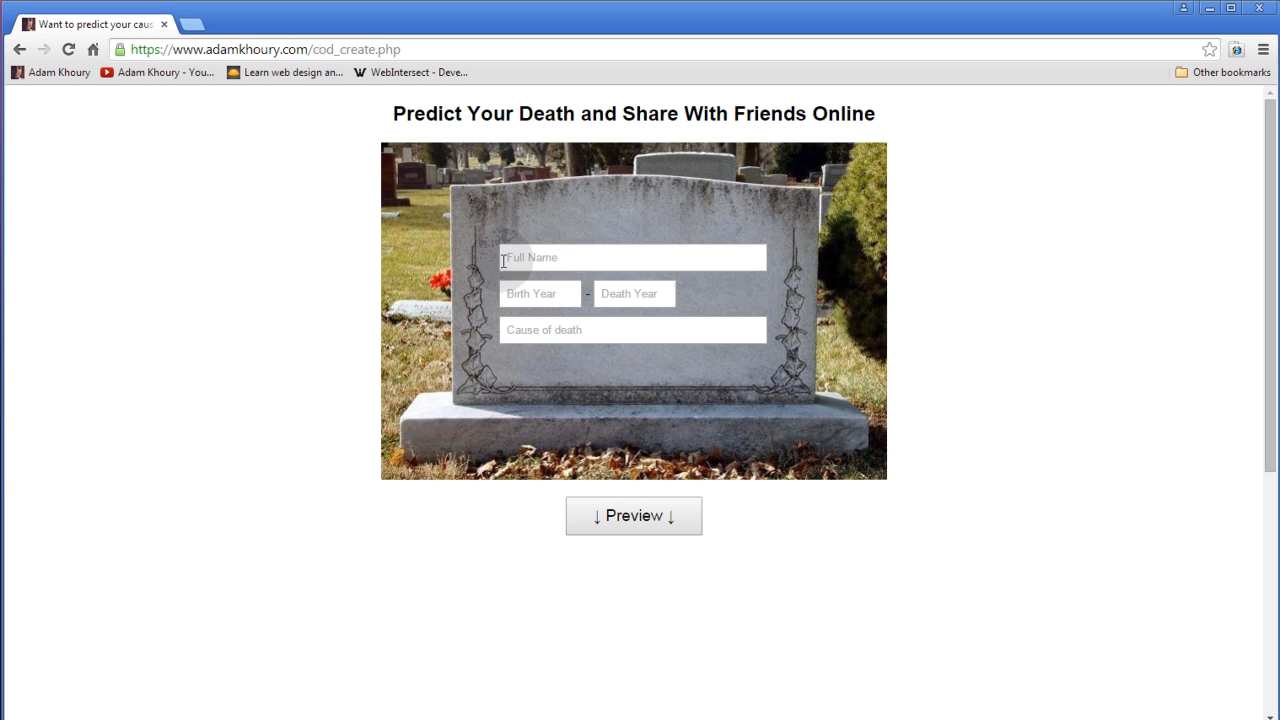 Want to predict your caus
https://www.adamkhoury.com/cod_create.php
Adam Khoury
Adam Khoury - You...
Learn web design an...
WebIntersect - Deve...
Other bookmarks
Predict Your Death and Share With Friends Online
Full Name
Birth Year - Death Year
Cause of death
↓ Preview ↓